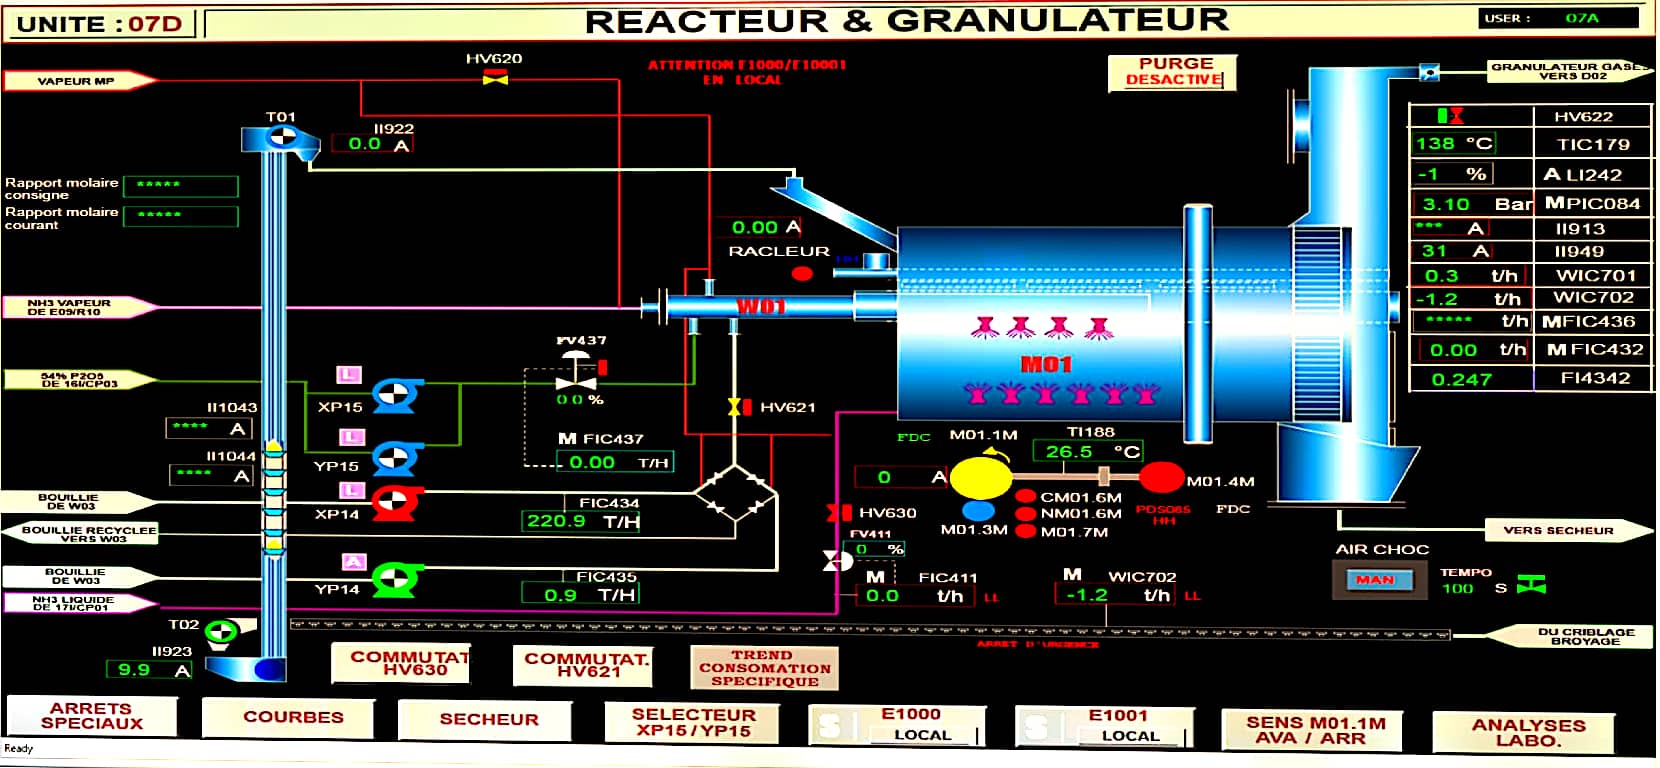 UNITE : 07D
REACTEUR & GRANULATEUR
USER : 07A
VAPEUR MP
HV620
ATTENTION E1000/E10001
EN LOCAL
PURGE
DESACTIVE
GRANULATEUR GASES
VERS D02
T01
II922
0.0 A
Rapport molaire
consigne
*****
Rapport molaire
courant
*****
HV622
138 °C TIC179
-1 % A LI242
3.10 Bar M PIC084
*** A II913
31 A II949
0.3 t/h WIC701
-1.2 t/h WIC702
***** t/h M FIC436
0.00 t/h M FIC432
0.247 FI4342
0.00 A
RACLEUR
NH3 VAPEUR
DE E09/R10
W01
M01
54% P2O5
DE 16I/CP03
L
XP15
FV437
0 0 %
HV621
II1043
**** A
L
YP15
M FIC437
0.00 T/H
II1044
**** A
FDC
M01.1M
TI188
26.5 °C
0 A
M01.4M
CM01.6M
NM01.6M
M01.7M
M01.3M
PDS085
HH
FDC
BOUILLIE
DE W03
L
XP14
FIC434
220.9 T/H
HV630
BOUILLIE RECYCLEE
VERS W03
FV411
0 %
VERS SECHEUR
BOUILLIE
DE W03
A
YP14
FIC435
0.9 T/H
M FIC411
0.0 t/h LL
M WIC702
-1.2 t/h LL
AIR CHOC
MAN
TEMPO
100 S
NH3 LIQUIDE
DE 17I/CP01
T02
DU CRIBLAGE
BROYAGE
ARRET D'URGENCE
II923
9.9 A
COMMUTAT
HV630
COMMUTAT.
HV621
TREND
CONSOMATION
SPECIFIQUE
ARRETS
SPECIAUX
COURBES
SECHEUR
SELECTEUR
XP15/YP15
S
E1000
LOCAL
S
E1001
LOCAL
SENS M01.1M
AVA / ARR
ANALYSES
LABO.
Ready